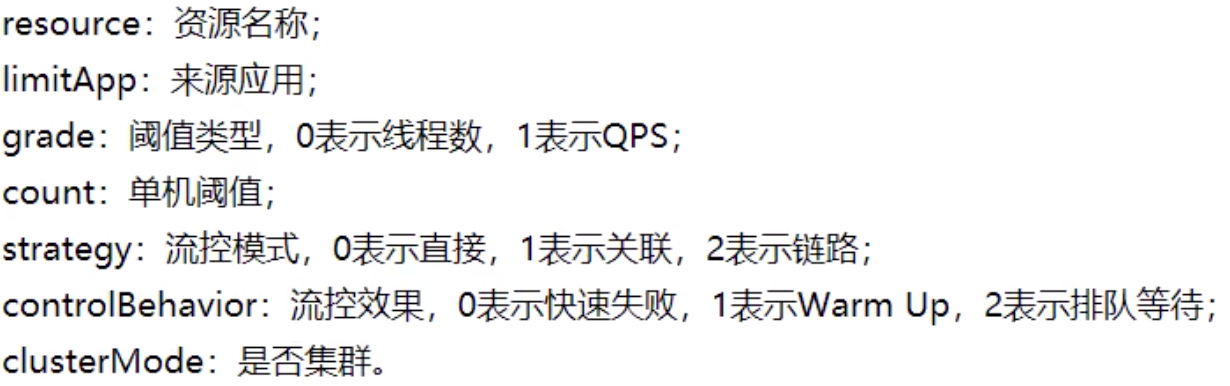 resource：资源名称；
limitApp：来源应用；
grade：阈值类型，0表示线程数，1表示QPS；
count：单机阈值；
strategy：流控模式，0表示直接，1表示关联，2表示链路；
controlBehavior：流控效果，0表示快速失败，1表示Warm Up，2表示排队等待；
clusterMode：是否集群。